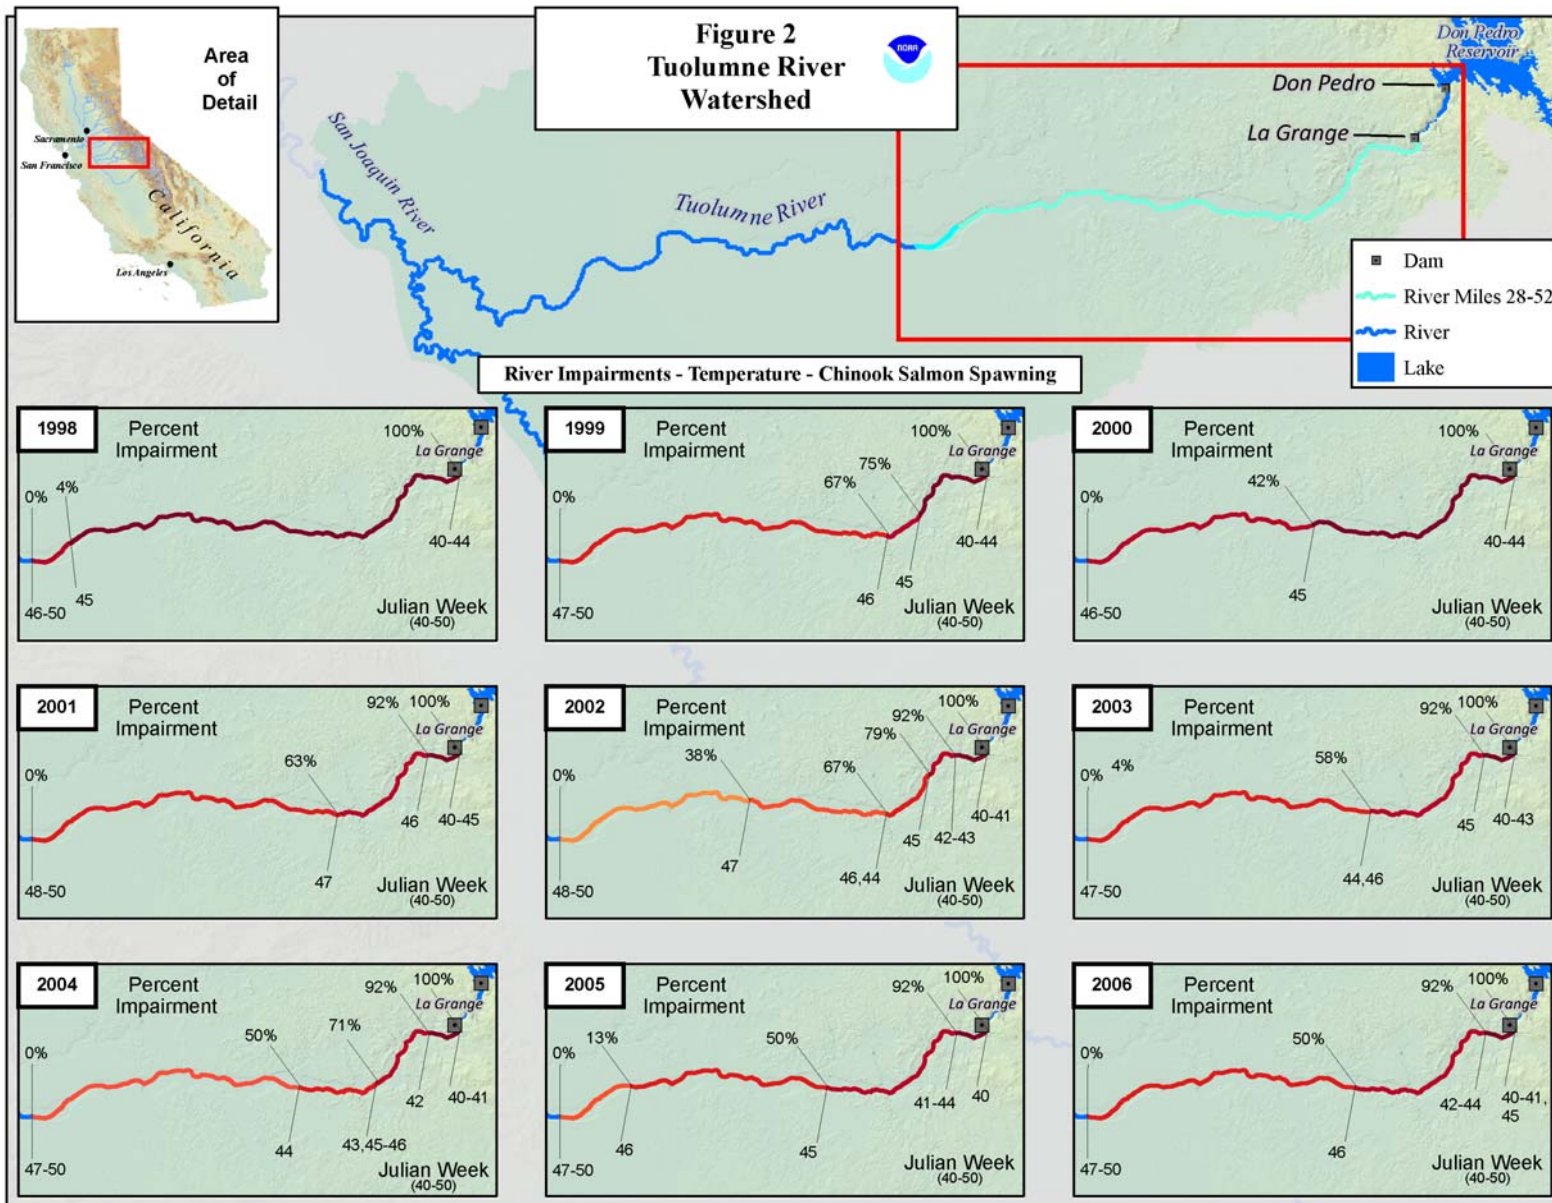 Area
of
Detail
Sacramento
San Francisco
Los Angeles
California
Figure 2
Tuolumne River
Watershed
NOAA
Don Pedro
Reservoir
Don Pedro
La Grange
San Joaquin River
Tuolumne River
Dam
River Miles 28-52
River
Lake
River Impairments - Temperature - Chinook Salmon Spawning
1998
Percent
Impairment
100%
La Grange
4%
0%
40-44
45
46-50
Julian Week
(40-50)
1999
Percent
Impairment
100%
La Grange
75%
67%
0%
40-44
45
46
47-50
Julian Week
(40-50)
2000
Percent
Impairment
100%
La Grange
42%
0%
40-44
45
46-50
Julian Week
(40-50)
2001
Percent
Impairment
92%
100%
La Grange
63%
0%
46
40-45
47
48-50
Julian Week
(40-50)
2002
Percent
Impairment
100%
92%
La Grange
79%
38%
67%
0%
40-41
45
42-43
47
46,44
48-50
Julian Week
(40-50)
2003
Percent
Impairment
100%
92%
La Grange
58%
4%
0%
45
40-43
44,46
47-50
Julian Week
(40-50)
2004
Percent
Impairment
100%
92%
La Grange
71%
50%
0%
42
40-41
44
43,45-46
47-50
Julian Week
(40-50)
2005
Percent
Impairment
100%
92%
La Grange
13%
50%
0%
41-44
40
46
45
47-50
Julian Week
(40-50)
2006
Percent
Impairment
100%
92%
La Grange
50%
0%
42-44
40-41,
45
46
47-50
Julian Week
(40-50)